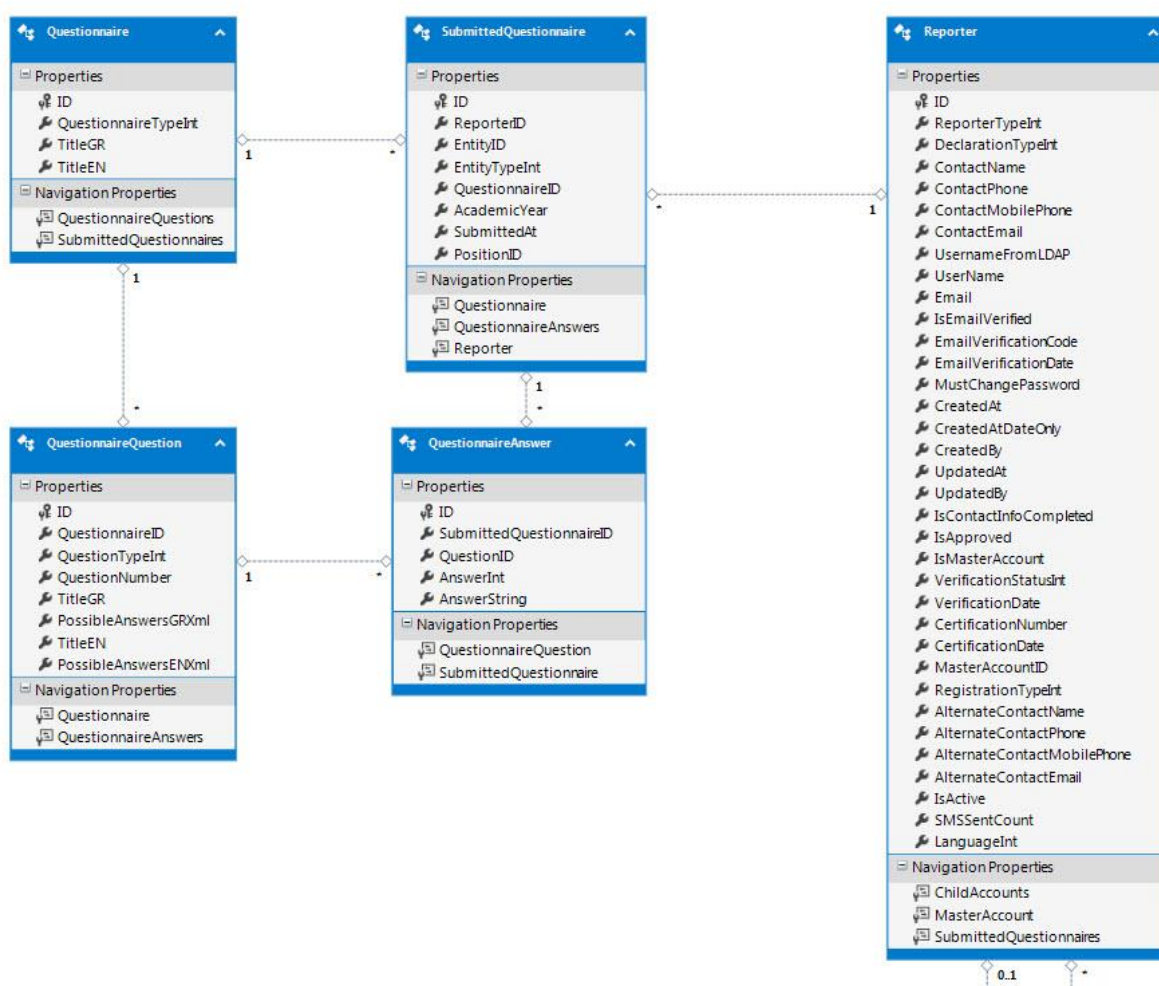 Questionnaire
Properties
ID
QuestionnaireTypeInt
TitleGR
TitleEN
Navigation Properties
QuestionnaireQuestions
SubmittedQuestionnaires
1
*
SubmittedQuestionnaire
Properties
ID
ReporterID
EntityID
EntityTypeInt
QuestionnaireID
AcademicYear
SubmittedAt
PositionID
Navigation Properties
Questionnaire
QuestionnaireAnswers
Reporter
*
1
Reporter
Properties
ID
ReporterTypeInt
DeclarationTypeInt
ContactName
ContactPhone
ContactMobilePhone
ContactEmail
UsernameFromLDAP
UserName
Email
IsEmailVerified
EmailVerificationCode
EmailVerificationDate
MustChangePassword
CreatedAt
CreatedAtDateOnly
CreatedBy
UpdatedAt
UpdatedBy
IsContactInfoCompleted
IsApproved
IsMasterAccount
VerificationStatusInt
VerificationDate
CertificationNumber
CertificationDate
MasterAccountID
RegistrationTypeInt
AlternateContactName
AlternateContactPhone
AlternateContactMobilePhone
AlternateContactEmail
IsActive
SMSSentCount
LanguageInt
Navigation Properties
ChildAccounts
MasterAccount
SubmittedQuestionnaires
0..1
*
1
*
1
*
QuestionnaireQuestion
Properties
ID
QuestionnaireID
QuestionTypeInt
QuestionNumber
TitleGR
PossibleAnswersGRXml
TitleEN
PossibleAnswersENXml
Navigation Properties
Questionnaire
QuestionnaireAnswers
1
*
QuestionnaireAnswer
Properties
ID
SubmittedQuestionnaireID
QuestionID
AnswerInt
AnswerString
Navigation Properties
QuestionnaireQuestion
SubmittedQuestionnaire